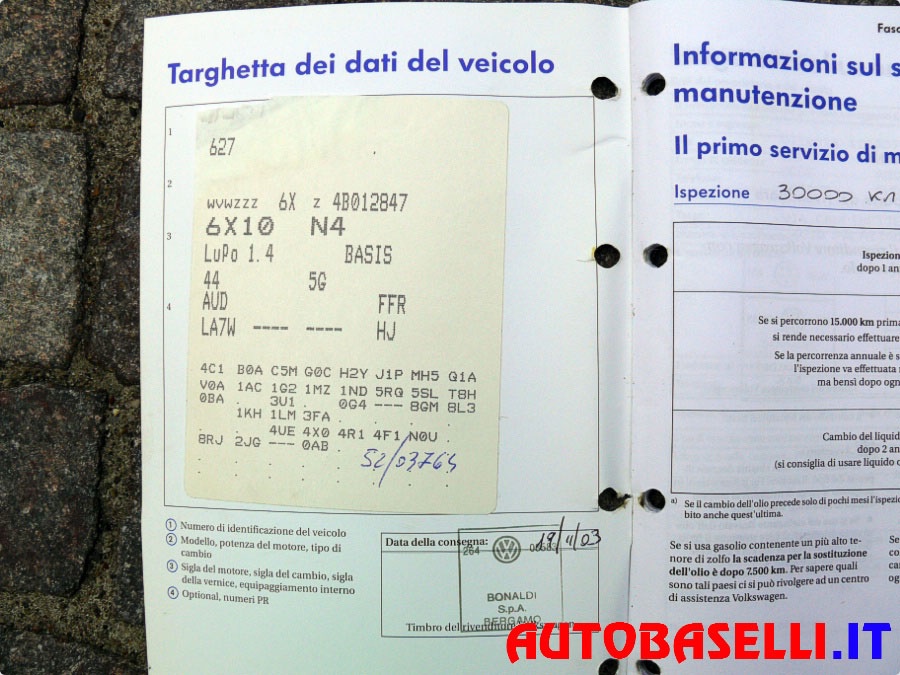 Targhetta dei dati del veicolo
1
627
2
WVWZZZ 6X Z 4B012847
6X10 N4
3
LuPo 1.4 BASIS
44 5G
4
AUD FFR
LA7W ---- ---- HJ
4C1 B0A C5M G0C H2Y J1P MH5 Q1A
V0A 1AC 1G2 1MZ 1ND 5RQ 5SL T8H
0BA . 3U1 . 0G4 --- 8GM 8L3
1KH 1LM 3FA
4UE 4X0 4R1 4F1 N0U .
8RJ 2JG --- 0AB
52/03764
1 Numero di identificazione del veicolo
2 Modello, potenza del motore, tipo di
cambio
3 Sigla del motore, sigla del cambio, sigla
della vernice, equipaggiamento interno
4 Optional, numeri PR
Data della consegna: 19/11/03
264
BONALDI
S.p.A.
BERGAMO
Timbro del rivenditore
Informazioni sul s
manutenzione
Il primo servizio di m
Ispezione 30000 KM
Ispezion
dopo 1 an
Se si percorrono 15.000 km prima
si rende necessario effettuare
Se la percorrenza annuale è s
l'ispezione va effettuata
ma bensì dopo ogn
Cambio del liquid
dopo 2 an
(si consiglia di usare liquido
a) Se il cambio dell'olio precede solo di pochi mesi l'ispezio
bito anche quest'ultima.
Se si usa gasolio contenente un più alto te-
nore di zolfo la scadenza per la sostituzione
dell'olio è dopo 7.500 km. Per sapere quali
sono tali paesi ci si può rivolgere ad un centro
di assistenza Volkswagen.
AUTOBASELLI.IT